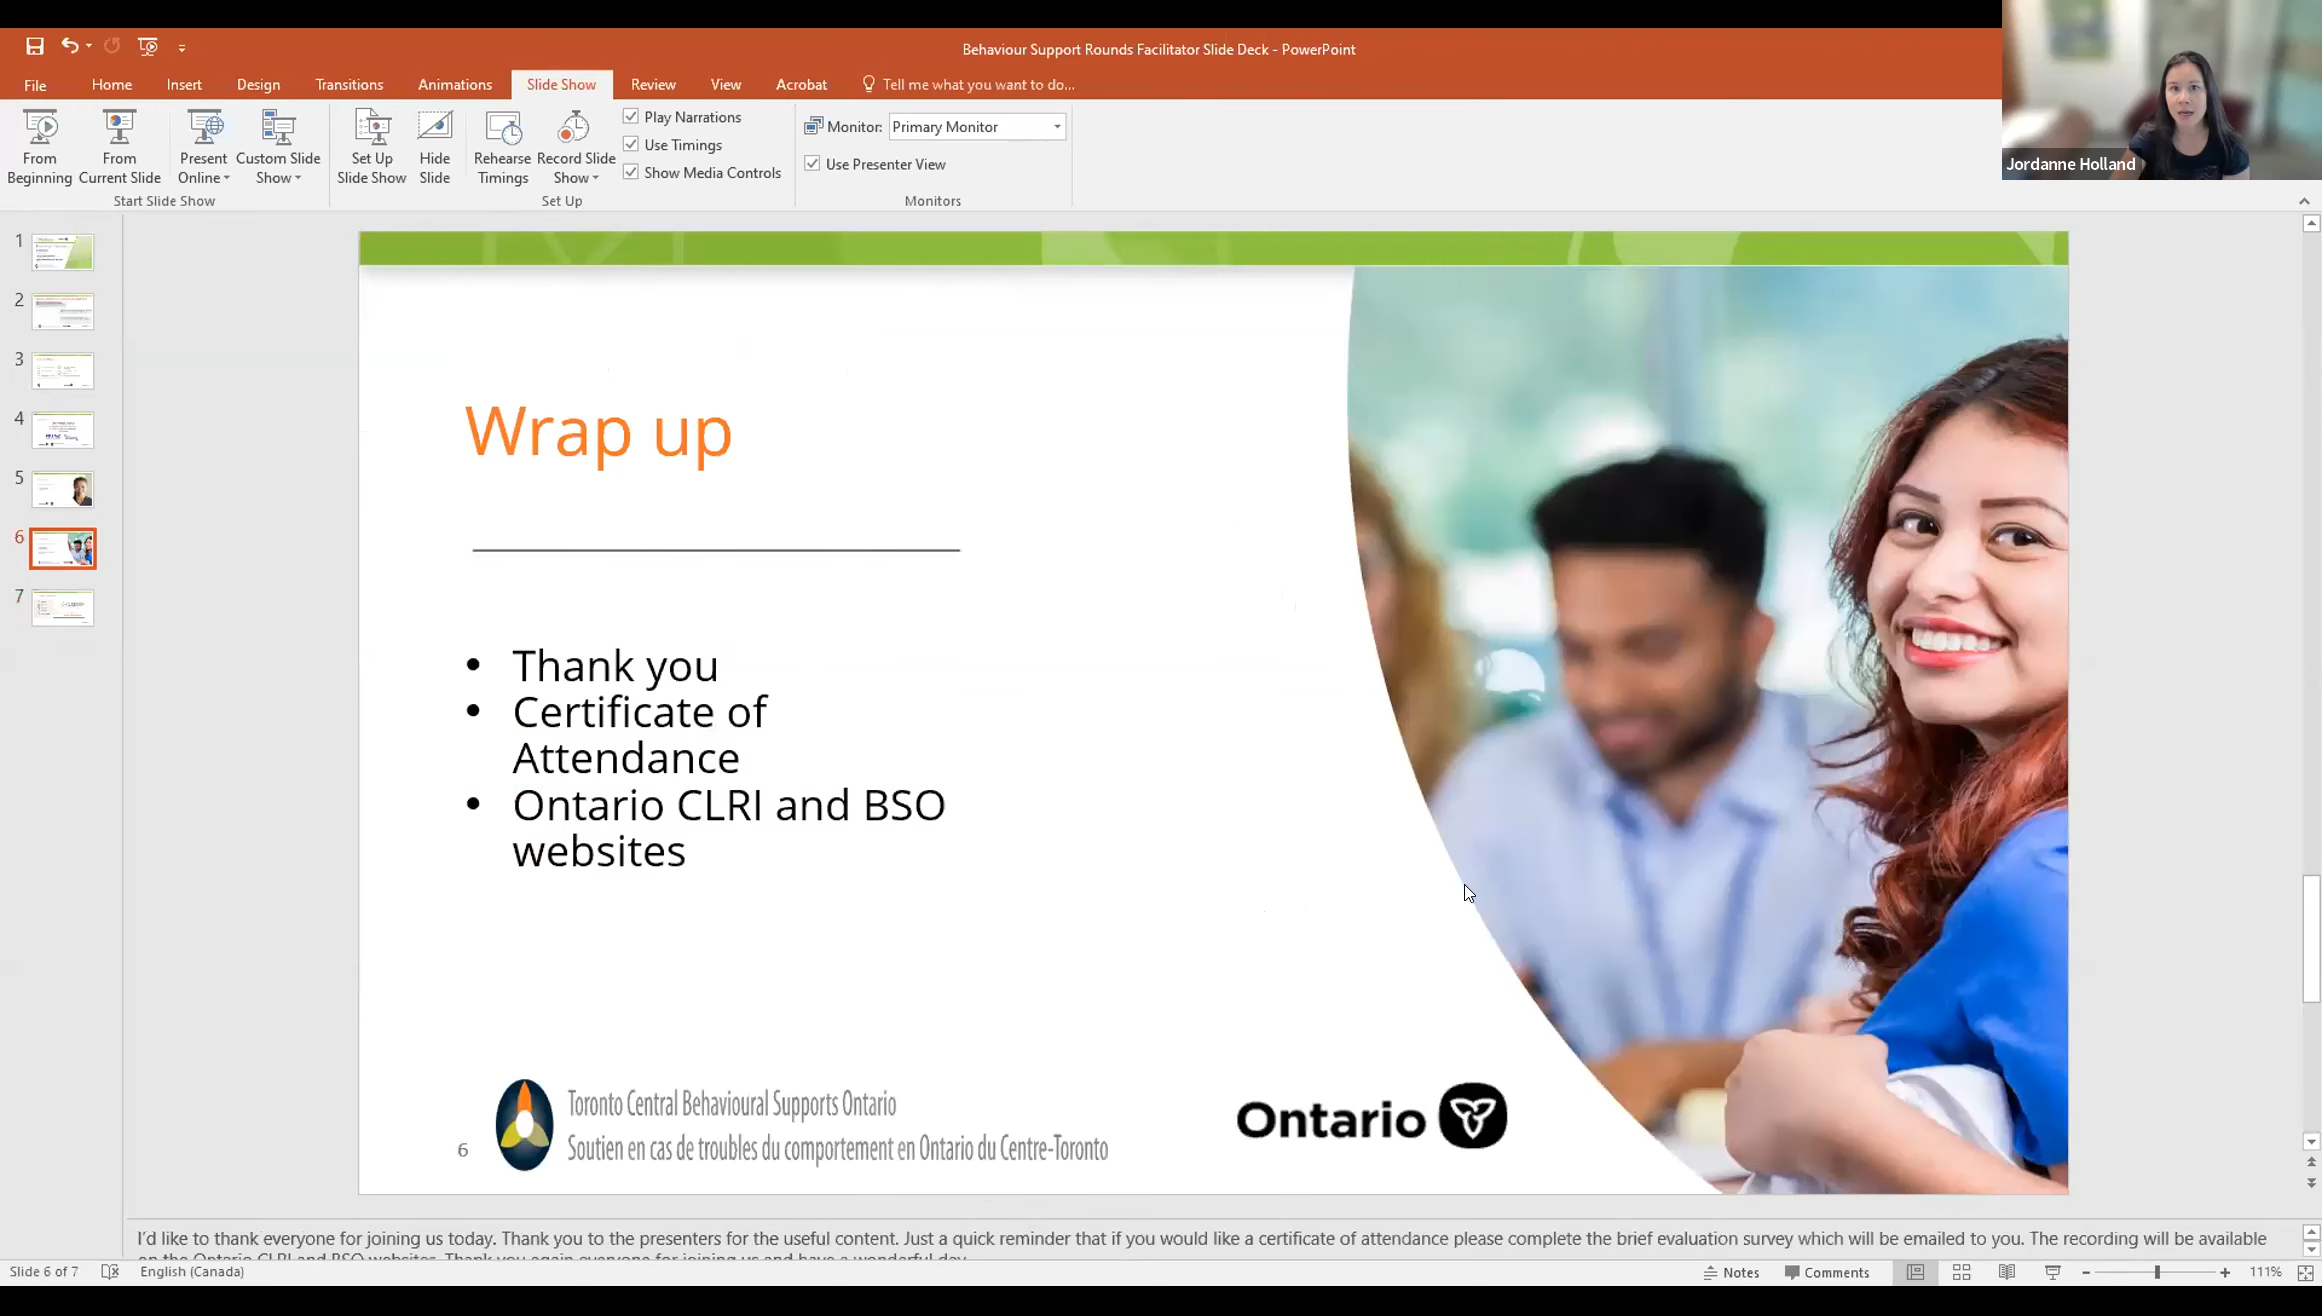 Behaviour Support Rounds Facilitator Slide Deck - PowerPoint
File Home Insert Design Transitions Animations Slide Show Review View Acrobat Tell me what you want to do...
From Beginning
From Current Slide
Present Online
Custom Slide Show
Start Slide Show
Set Up Slide Show
Hide Slide
Rehearse Timings
Record Slide Show
Play Narrations
Use Timings
Show Media Controls
Set Up
Monitor: Primary Monitor
Use Presenter View
Monitors
Jordanne Holland
1
2
3
4
5
6
7
Wrap up
• Thank you
• Certificate of
Attendance
• Ontario CLRI and BSO
websites
6
Toronto Central Behavioural Supports Ontario
Soutien en cas de troubles du comportement en Ontario du Centre-Toronto
Ontario
I'd like to thank everyone for joining us today. Thank you to the presenters for the useful content. Just a quick reminder that if you would like a certificate of attendance please complete the brief evaluation survey which will be emailed to you. The recording will be available
on the Ontario CLRI and BSO websites. Thank you again everyone for joining us and have a wonderful day.
Slide 6 of 7 English (Canada) Notes Comments 111%